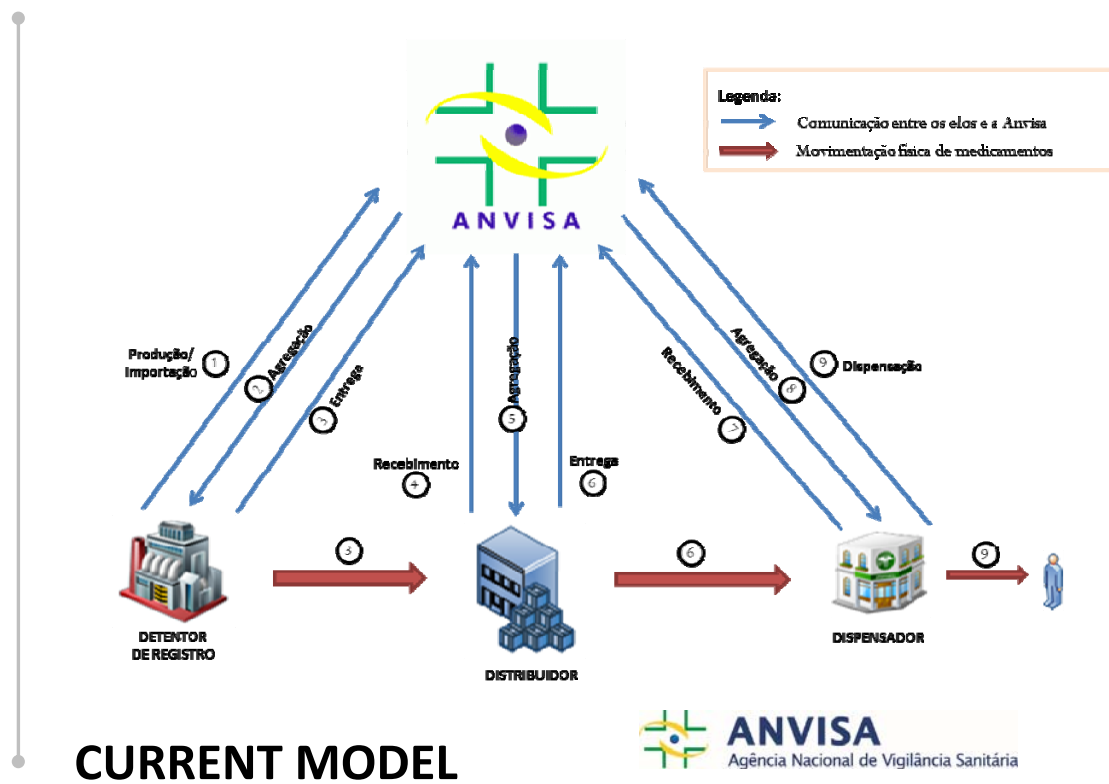 Legenda:
Comunicação entre os elos e a Anvisa
Movimentação física de medicamentos
ANVISA
Produção/
Importação
1
2 Agregação
3 Entrega
Recebimento
4
5 Agregação
Entrega
6
Recebimento 7
Agregação
8
9 Dispensação
3
6
9
DETENTOR
DE REGISTRO
DISTRIBUIDOR
DISPENSADOR
CURRENT MODEL
ANVISA
Agência Nacional de Vigilância Sanitária